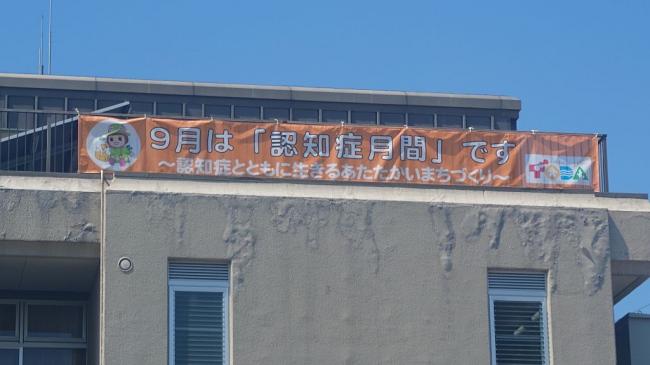 9月は「認知症月間」です
～認知症とともに生きるあたたかいまちづくり～